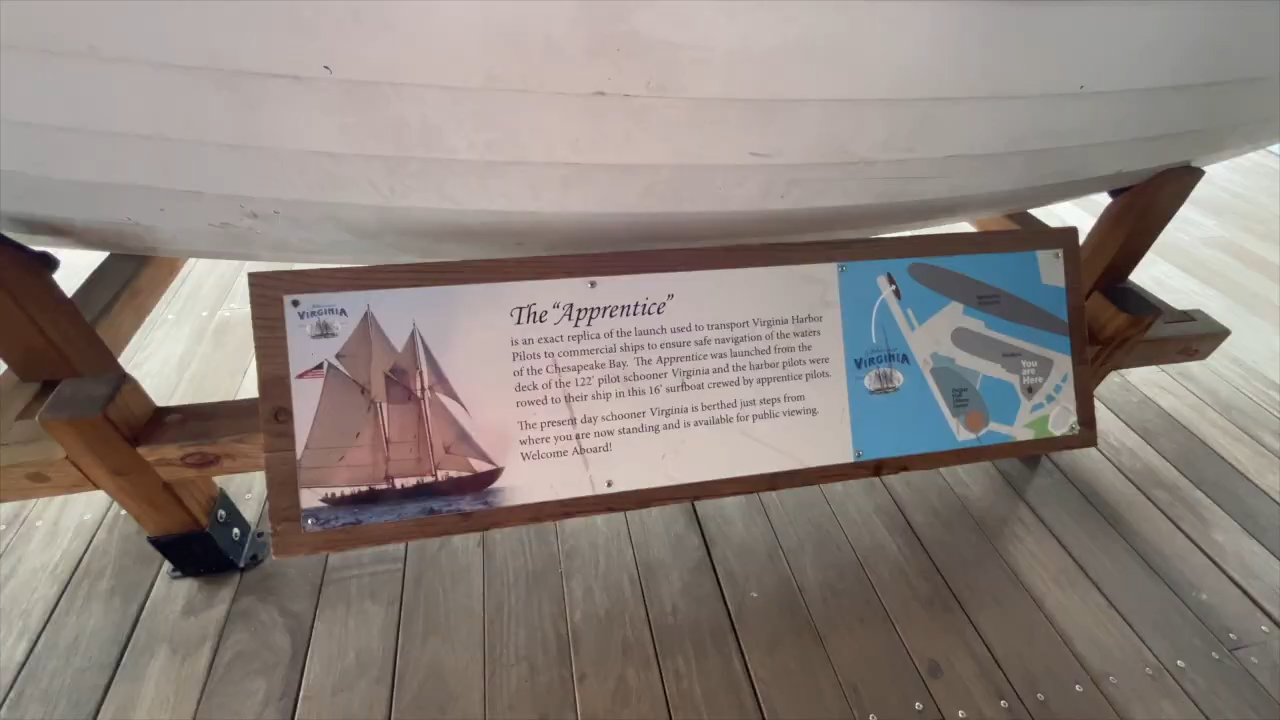 VIRGINIA
The "Apprentice"
is an exact replica of the launch used to transport Virginia Harbor
Pilots to commercial ships to ensure safe navigation of the waters
of the Chesapeake Bay. The Apprentice was launched from the
deck of the 122' pilot schooner Virginia and the harbor pilots were
rowed to their ship in this 16' surfboat crewed by apprentice pilots.
The present day schooner Virginia is berthed just steps from
where you are now standing and is available for public viewing.
Welcome Aboard!
VIRGINIA
You
are
Here